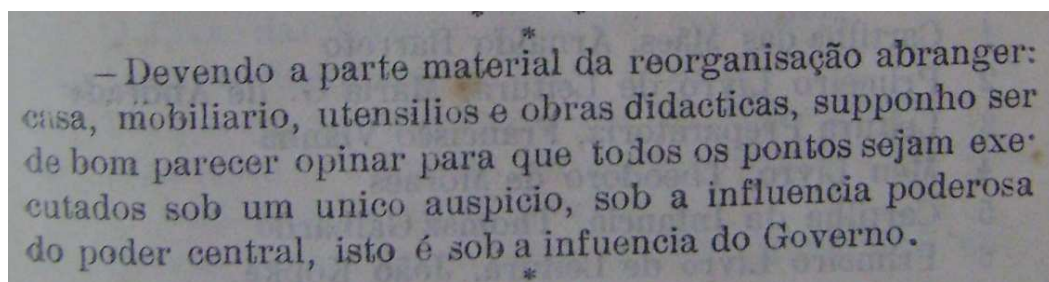 * *
*
— Devendo a parte material da reorganisação abranger:
casa, mobiliario, utensilios e obras didacticas, supponho ser
de bom parecer opinar para que todos os pontos sejam exe-
cutados sob um unico auspicio, sob a influencia poderosa
do poder central, isto é sob a infuencia do Governo.
*